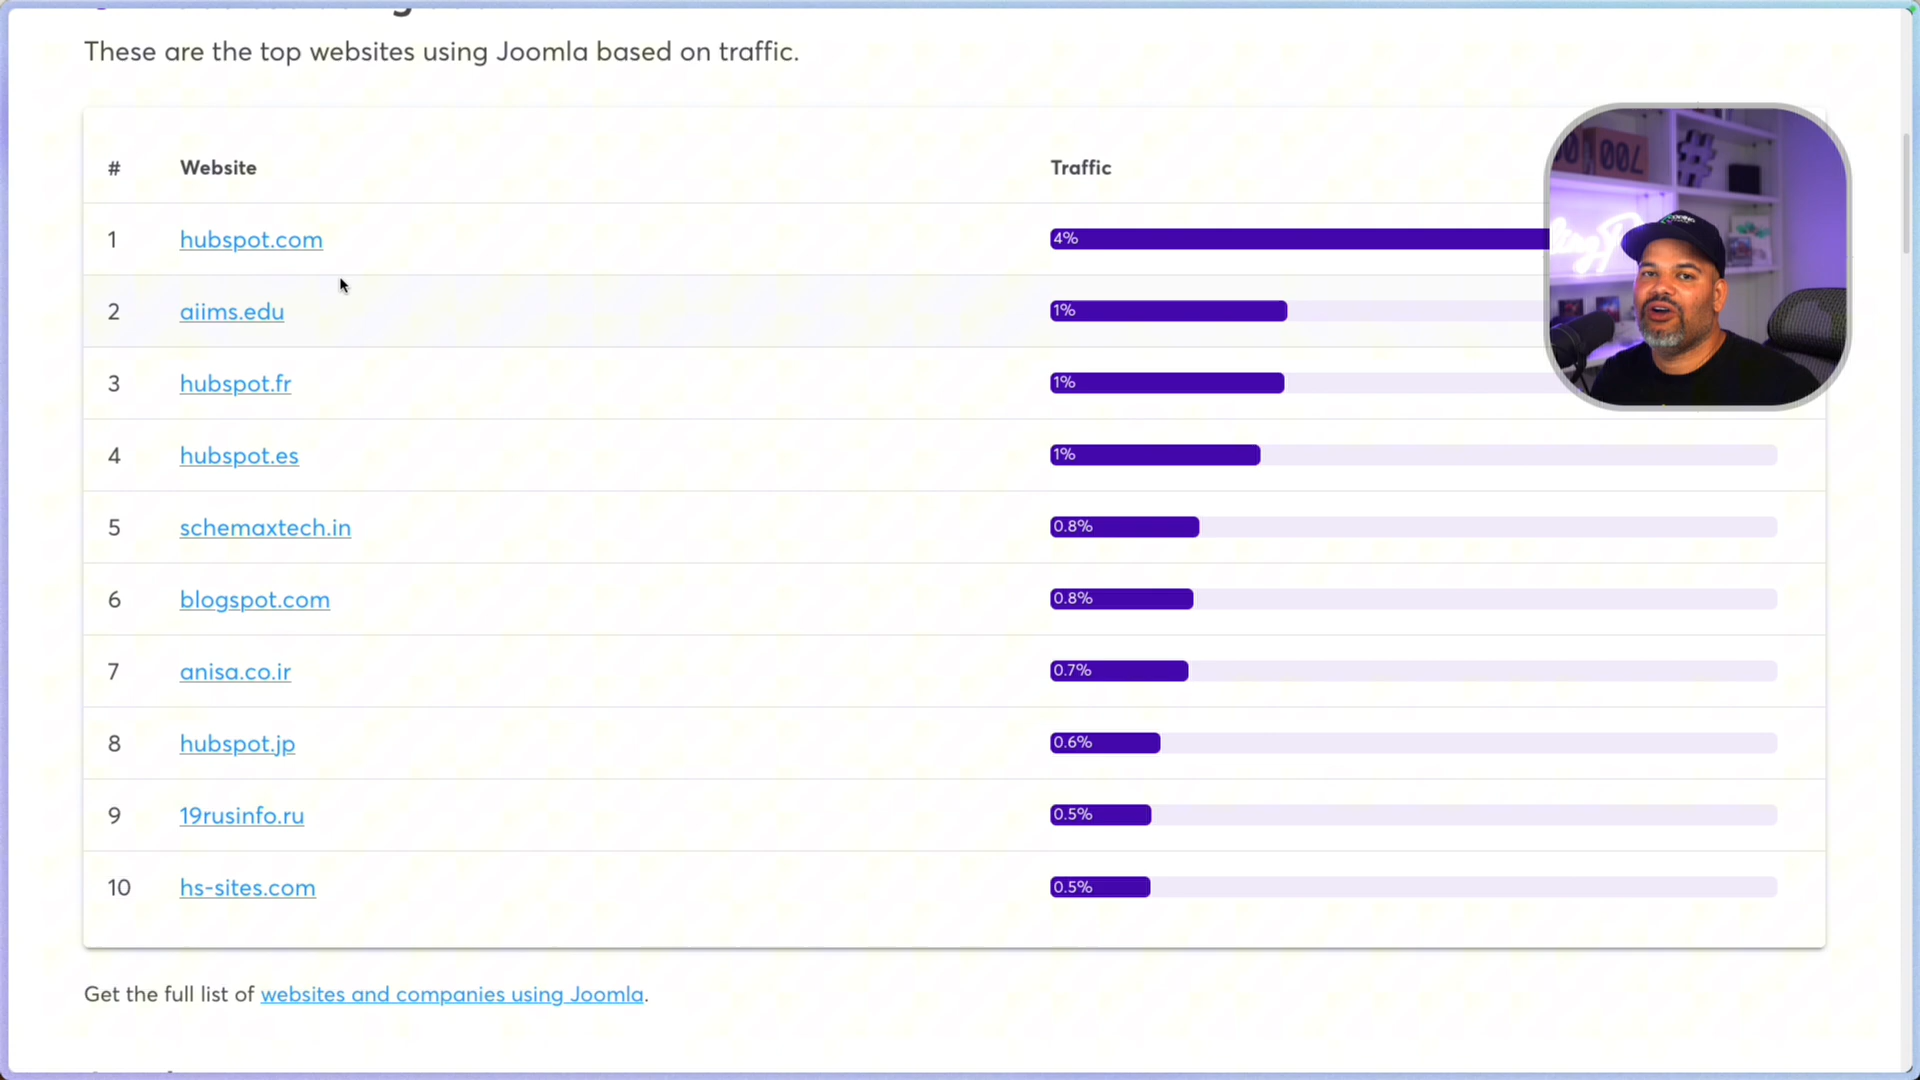 These are the top websites using Joomla based on traffic.
# Website Traffic
1 hubspot.com 4%
2 aiims.edu 1%
3 hubspot.fr 1%
4 hubspot.es 1%
5 schemaxtech.in 0.8%
6 blogspot.com 0.8%
7 anisa.co.ir 0.7%
8 hubspot.jp 0.6%
9 19rusinfo.ru 0.5%
10 hs-sites.com 0.5%
Get the full list of websites and companies using Joomla.